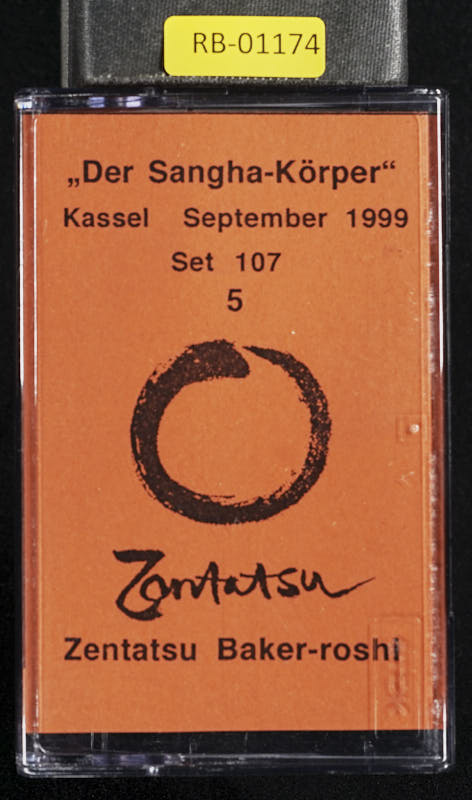 RB-01174
„Der Sangha-Körper“
Kassel September 1999
Set 107
5
Zentatsu
Zentatsu Baker-roshi